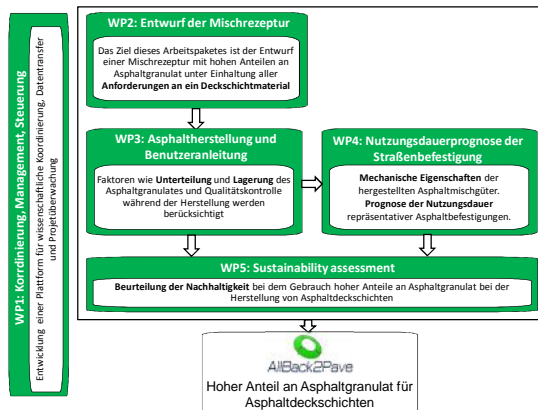 WP1: Korrdinierung, Management, Steuerung
Entwicklung einer Plattform für wissenschaftliche Koordinierung, Datentransfer
und Projetüberwachung
WP2: Entwurf der Mischrezeptur
Das Ziel dieses Arbeitspaketes ist der Entwurf
einer Mischrezeptur mit hohen Anteilen an
Asphaltgranulat unter Einhaltung aller
Anforderungen an ein Deckschichtmaterial
WP3: Asphaltherstellung und
Benutzeranleitung
Faktoren wie Unterteilung und Lagerung des
Asphaltgranulates und Qualitätskontrolle
während der Herstellung werden
berücksichtigt
WP4: Nutzungsdauerprognose der
Straßenbefestigung
Mechanische Eigenschaften der
hergestellten Asphaltmischgüter.
Prognose der Nutzungsdauer
repräsentativer Asphaltbefestigungen.
WP5: Sustainability assessment
Beurteilung der Nachhaltigkeit bei dem Gebrauch hoher Anteile an Asphaltgranulat bei der
Herstellung von Asphaltdeckschichten
AllBack2Pave
Hoher Anteil an Asphaltgranulat für
Asphaltdeckschichten